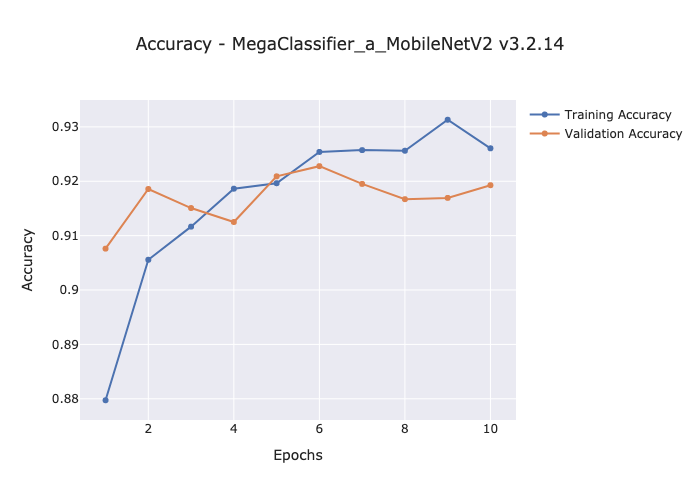 Accuracy - MegaClassifier_a_MobileNetV2 v3.2.14
Training Accuracy
Validation Accuracy
0.93
0.92
0.91
0.9
0.89
0.88
Accuracy
2 4 6 8 10
Epochs